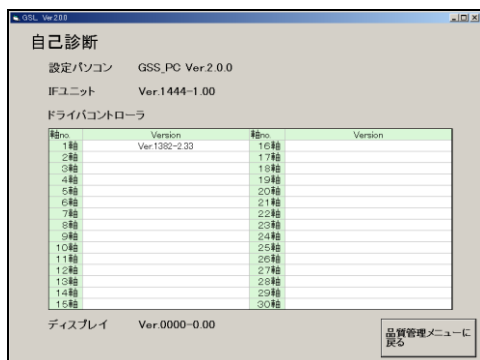 GSL Ver2.0.0
自己診断
設定パソコン GSS_PC Ver.2.0.0
IFユニット Ver.1444-1.00
ドライバコントローラ
軸no. Version 軸no. Version
1軸 Ver.1382-2.33 16軸
2軸 17軸
3軸 18軸
4軸 19軸
5軸 20軸
6軸 21軸
7軸 22軸
8軸 23軸
9軸 24軸
10軸 25軸
11軸 26軸
12軸 27軸
13軸 28軸
14軸 29軸
15軸 30軸
ディスプレイ Ver.0000-0.00
品質管理メニューに
戻る